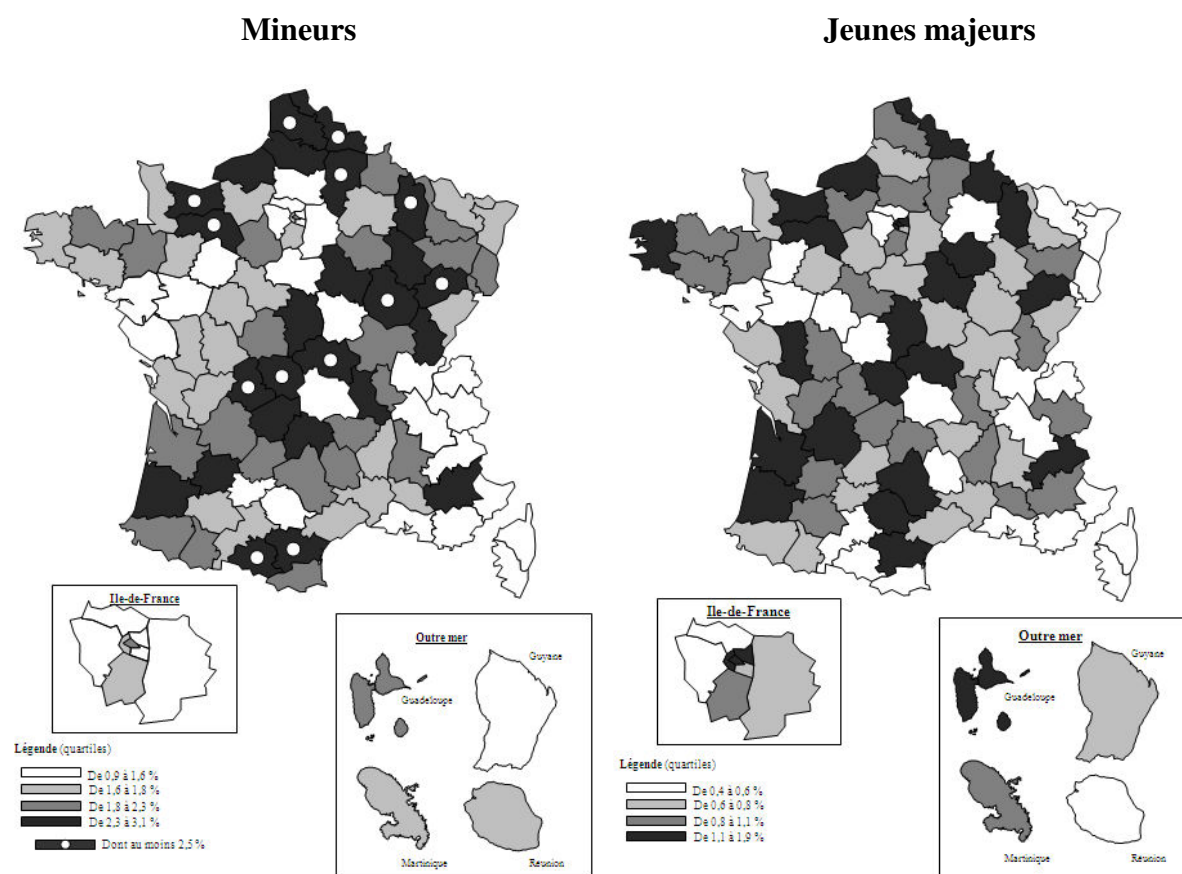 Mineurs
Jeunes majeurs
Ile-de-France
Outre mer
Guyane
Guadeloupe
Martinique
Réunion
Légende (quartiles)
De 0,9 à 1,6 %
De 1,6 à 1,8 %
De 1,8 à 2,3 %
De 2,3 à 3,1 %
Dont au moins 2,5 %
Ile-de-France
Outre mer
Guyane
Guadeloupe
Martinique
Réunion
Légende (quartiles)
De 0,4 à 0,6 %
De 0,6 à 0,8 %
De 0,8 à 1,1 %
De 1,1 à 1,9 %